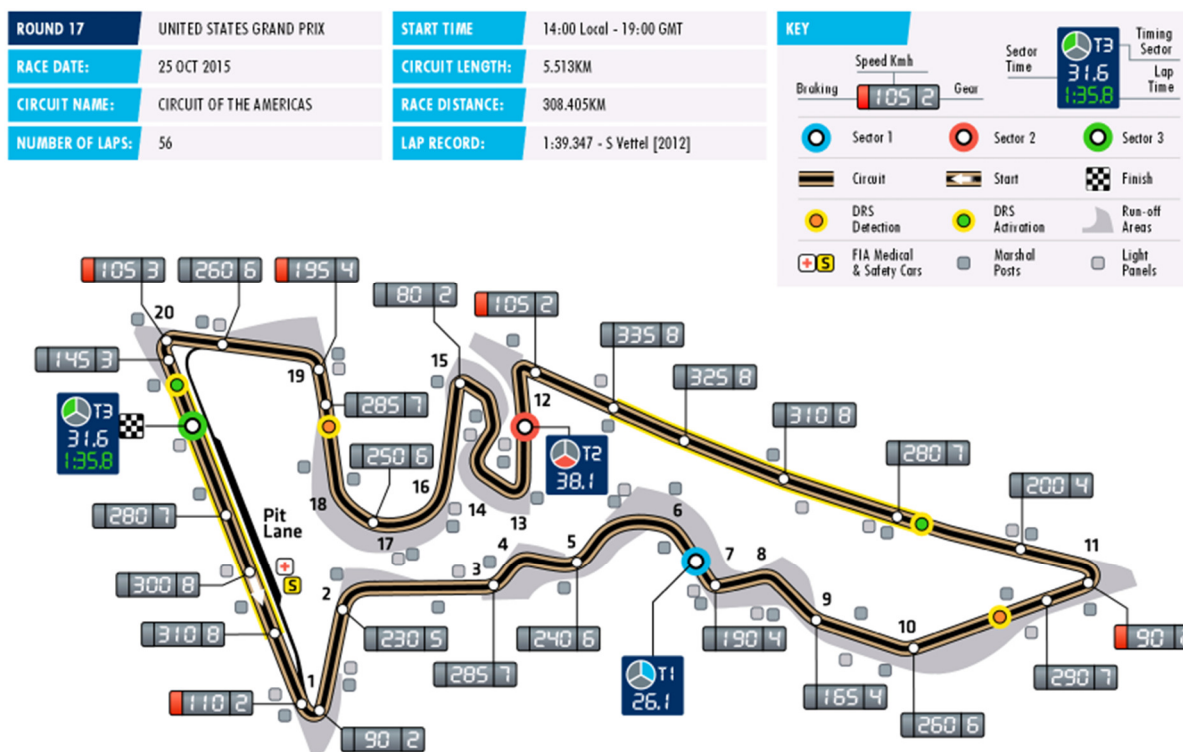 ROUND 17 UNITED STATES GRAND PRIX
RACE DATE: 25 OCT 2015
CIRCUIT NAME: CIRCUIT OF THE AMERICAS
NUMBER OF LAPS: 56
START TIME 14:00 Local - 19:00 GMT
CIRCUIT LENGTH: 5.513KM
RACE DISTANCE: 308.405KM
LAP RECORD: 1:39.347 - S Vettel [2012]
KEY
Speed Kmh
Braking 105 2 Gear
Sector Time
T3
31.6
1:35.8
Timing Sector
Lap Time
Sector 1 Sector 2 Sector 3
Circuit Start Finish
DRS Detection DRS Activation Run-off Areas
S FIA Medical & Safety Cars Marshal Posts Light Panels
105 3
260 6
195 4
80 2
105 2
335 8
325 8
310 8
280 7
200 4
20
145 3
19
15
12
285 7
T3
31.6
1:35.8
250 6
T2
38.1
18
17
16
14
13
280 7
Pit Lane
S
300 8
310 8
110 2
1
90 2
2
230 5
3
285 7
4
5
240 6
6
T1
26.1
7
190 4
8
9
165 4
10
260 6
11
290 7
90